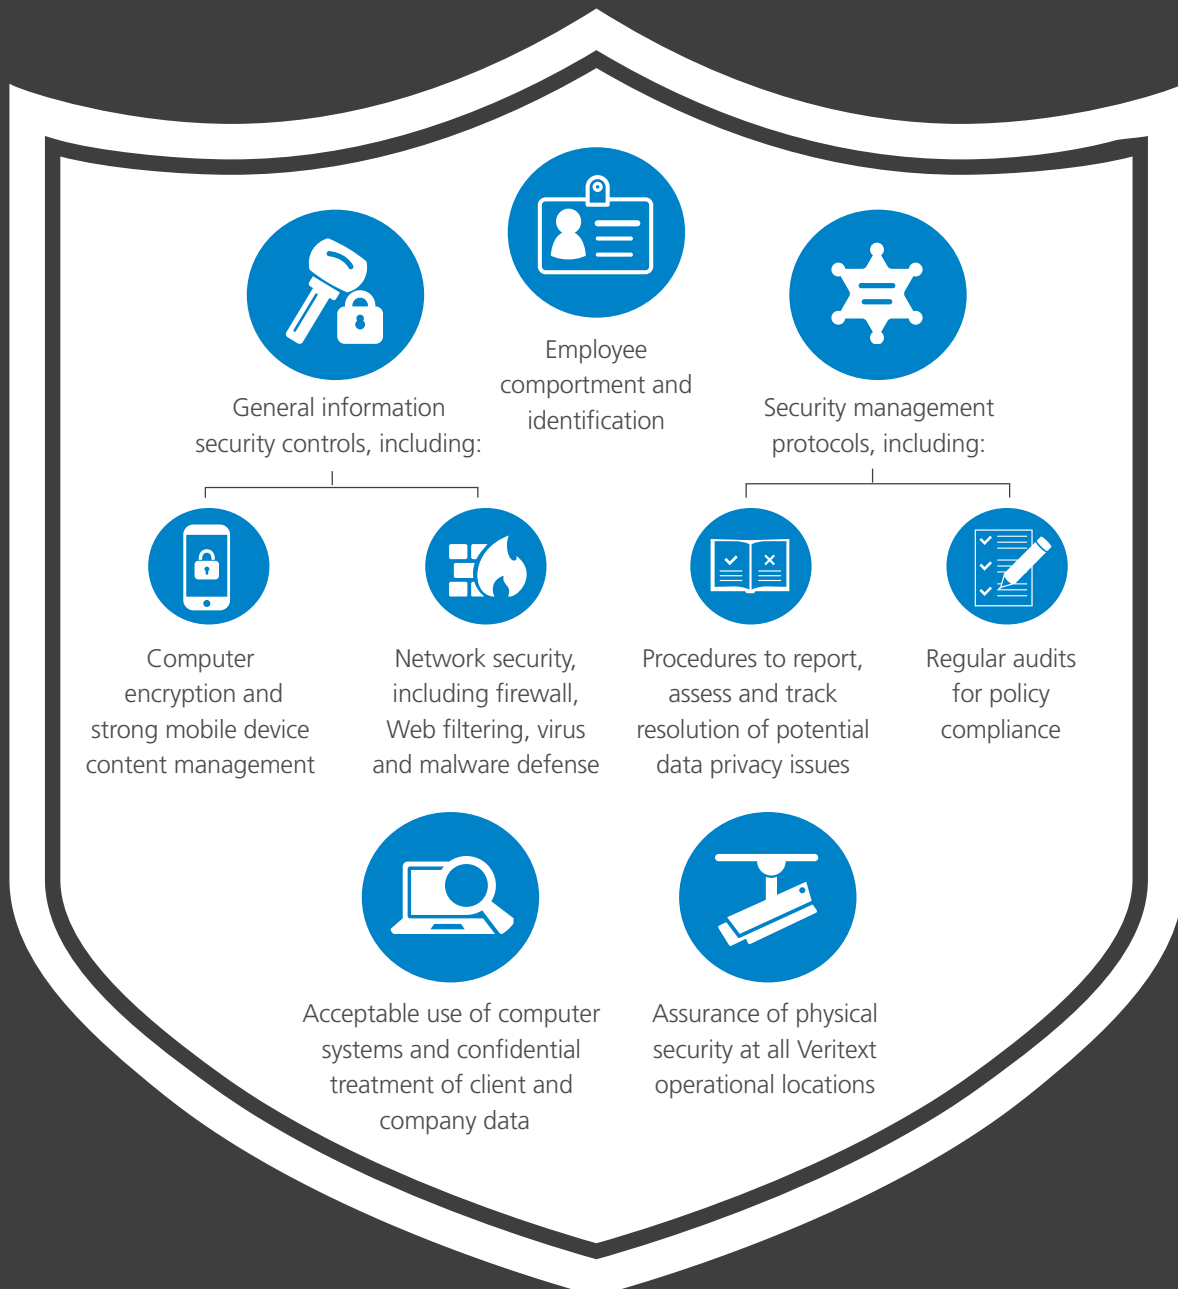 Employee
comportment and
identification
General information
security controls, including:
Security management
protocols, including:
Computer
encryption and
strong mobile device
content management
Network security,
including firewall,
Web filtering, virus
and malware defense
Procedures to report,
assess and track
resolution of potential
data privacy issues
Regular audits
for policy
compliance
Acceptable use of computer
systems and confidential
treatment of client and
company data
Assurance of physical
security at all Veritext
operational locations